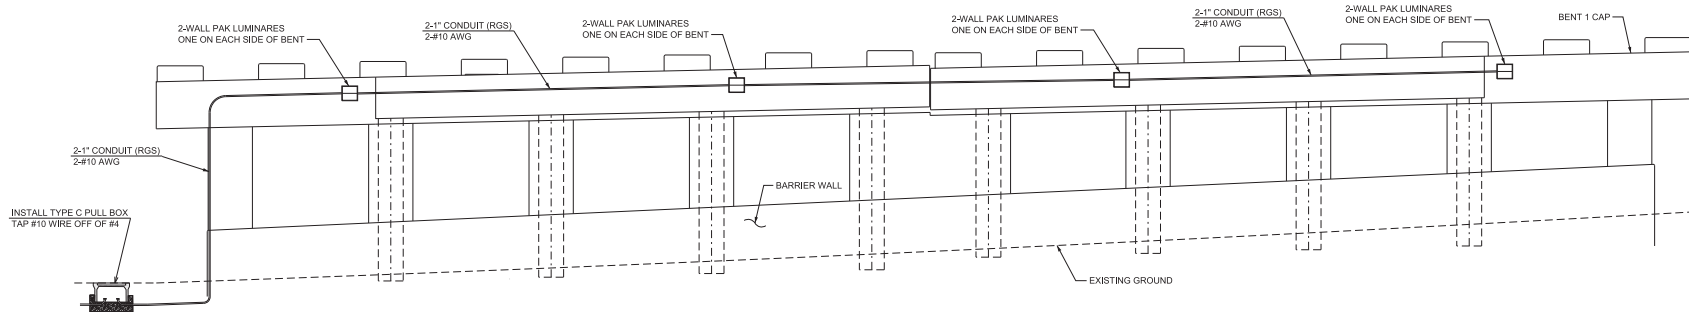 2-WALL PAK LUMINARES
ONE ON EACH SIDE OF BENT
2-1" CONDUIT (RGS)
2-#10 AWG
2-WALL PAK LUMINARES
ONE ON EACH SIDE OF BENT
2-WALL PAK LUMINARES
ONE ON EACH SIDE OF BENT
2-1" CONDUIT (RGS)
2-#10 AWG
2-WALL PAK LUMINARES
ONE ON EACH SIDE OF BENT
BENT 1 CAP
2-1" CONDUIT (RGS)
2-#10 AWG
BARRIER WALL
INSTALL TYPE C PULL BOX
TAP #10 WIRE OFF OF #4
EXISTING GROUND